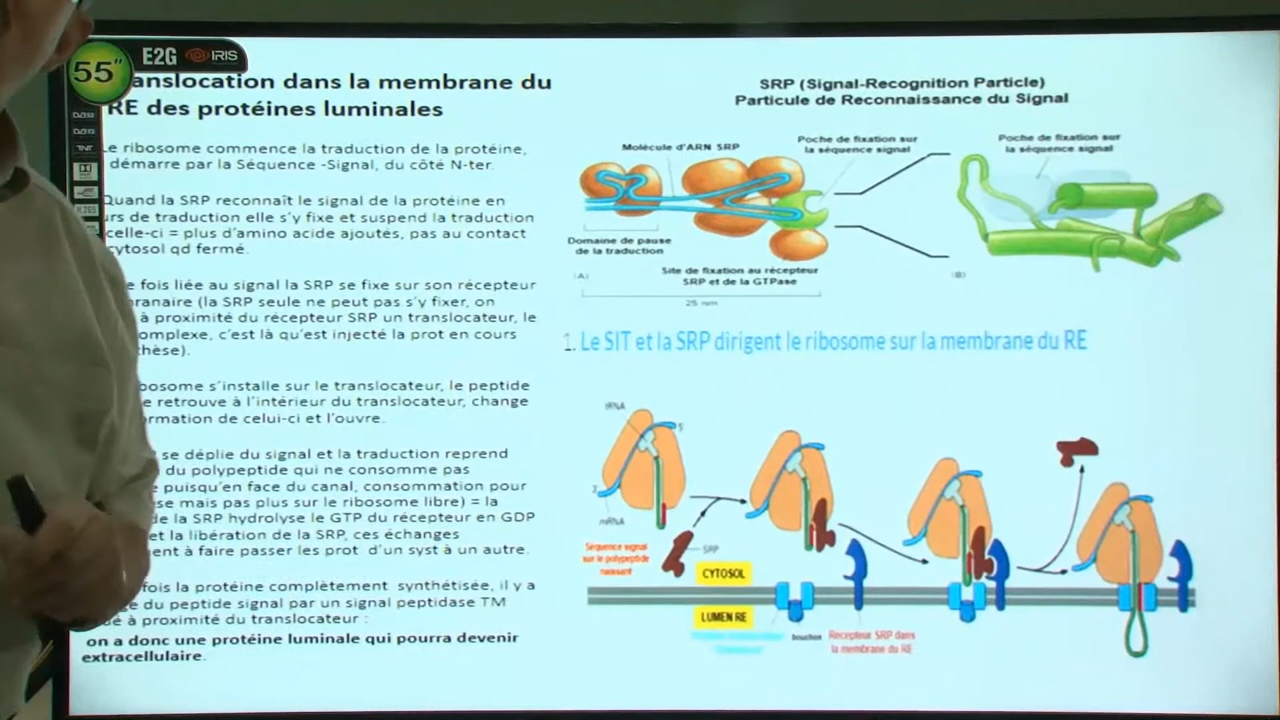 55"
E2G IRIS
anslocation dans la membrane du
RE des protéines luminales
Le ribosome commence la traduction de la protéine,
démarre par la Séquence -Signal, du côté N-ter.
Quand la SRP reconnaît le signal de la protéine en
urs de traduction elle s'y fixe et suspend la traduction
celle-ci = plus d'amino acide ajoutés, pas au contact
cytosol qd fermé.
e fois liée au signal la SRP se fixe sur son récepteur
ranaire (la SRP seule ne peut pas s'y fixer, on
à proximité du récepteur SRP un translocateur, le
omplexe, c'est là qu'est injecté la prot en cours
hèse).
bosome s'installe sur le translocateur, le peptide
e retrouve à l'intérieur du translocateur, change
rmation de celui-ci et l'ouvre.
se déplie du signal et la traduction reprend
du polypeptide qui ne consomme pas
e puisqu'en face du canal, consommation pour
se mais pas plus sur le ribosome libre) = la
de la SRP hydrolyse le GTP du récepteur en GDP
et la libération de la SRP, ces échanges
ent à faire passer les prot d'un syst à un autre.
fois la protéine complètement synthétisée, il y a
ge du peptide signal par un signal peptidase TM
é à proximité du translocateur :
on a donc une protéine luminale qui pourra devenir
extracellulaire.
SRP (Signal-Recognition Particle)
Particule de Reconnaissance du Signal
Molécule d'ARN SRP
Poche de fixation sur
la séquence signal
Poche de fixation sur
la séquence signal
Domaine de pause
de la traduction
(A)
Site de fixation au récepteur
SRP et de la GTPase
(B)
25 nm
1. Le SIT et la SRP dirigent le ribosome sur la membrane du RE
tRNA
5'
3'
mRNA
Séquence signal
sur le polypeptide
naissant
SRP
CYTOSOL
LUMEN RE
bouchon
Récepteur SRP dans
la membrane du RE